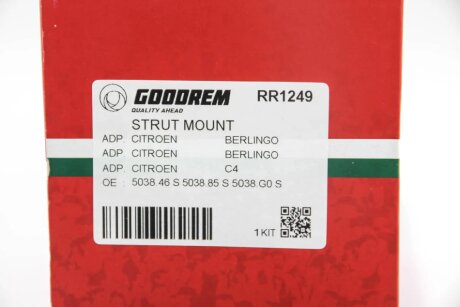 GOODREM RR1249
QUALITY AHEAD
STRUT MOUNT
ADP. CITROEN BERLINGO
ADP. CITROEN BERLINGO
ADP. CITROEN C4
OE : 5038 46 S 5038 85 S 5038 G0 S
1 KIT